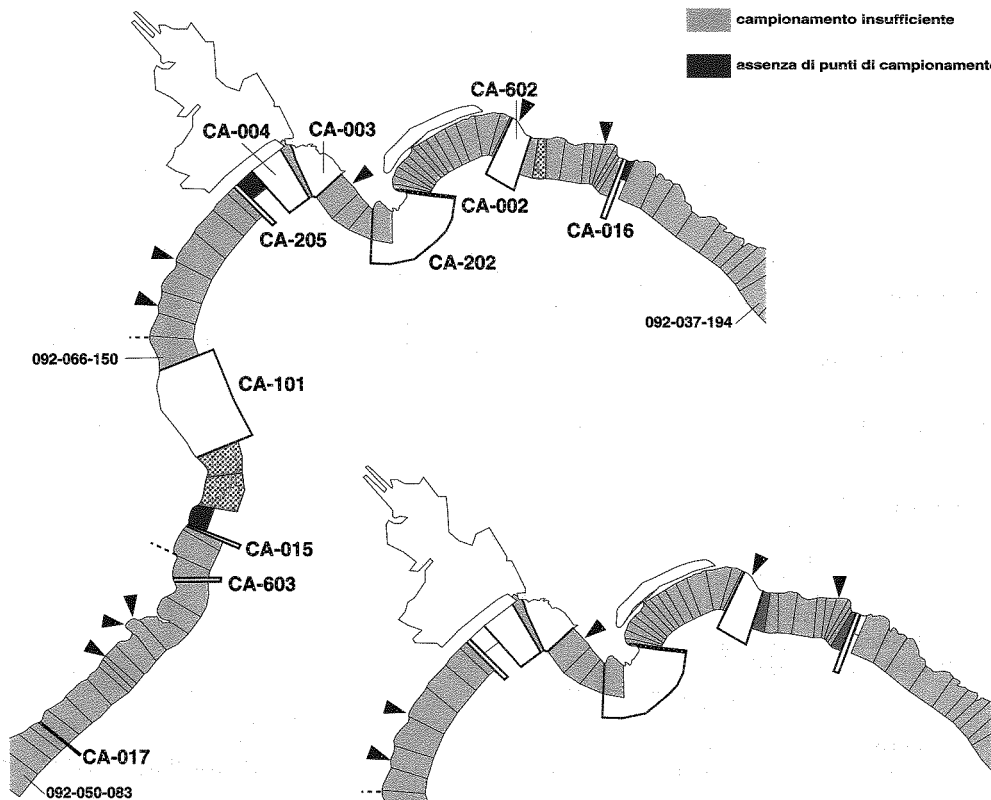 campionamento insufficiente
assenza di punti di campionamento
CA-602
CA-004
CA-003
CA-002
CA-205
CA-016
CA-202
092-037-194
092-066-150
CA-101
CA-015
CA-603
CA-017
092-050-083